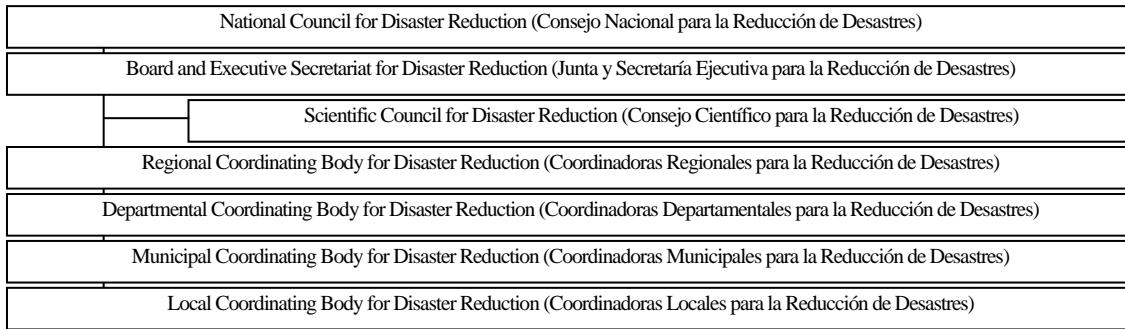 National Council for Disaster Reduction (Consejo Nacional para la Reducción de Desastres)
Board and Executive Secretariat for Disaster Reduction (Junta y Secretaría Ejecutiva para la Reducción de Desastres)
Scientific Council for Disaster Reduction (Consejo Científico para la Reducción de Desastres)
Regional Coordinating Body for Disaster Reduction (Coordinadoras Regionales para la Reducción de Desastres)
Departmental Coordinating Body for Disaster Reduction (Coordinadoras Departamentales para la Reducción de Desastres)
Municipal Coordinating Body for Disaster Reduction (Coordinadoras Municipales para la Reducción de Desastres)
Local Coordinating Body for Disaster Reduction (Coordinadoras Locales para la Reducción de Desastres)